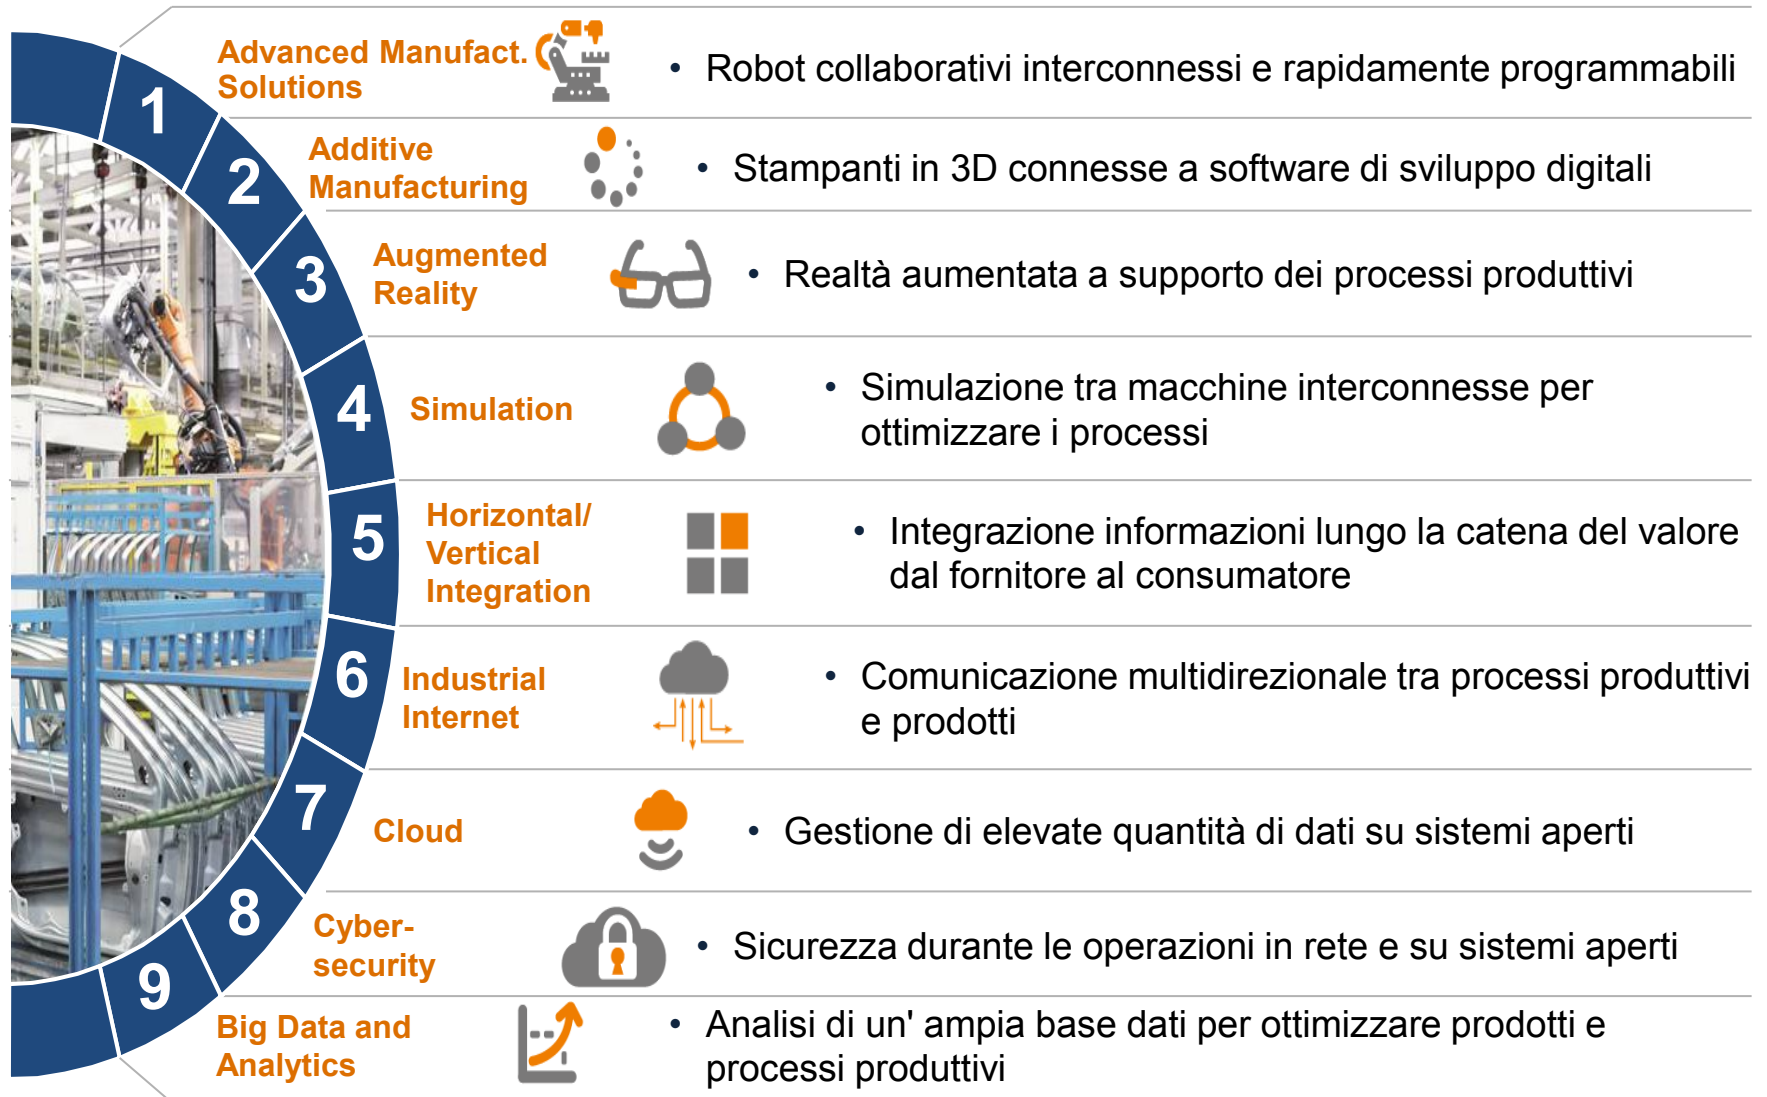 1
Advanced Manufact.
Solutions
• Robot collaborativi interconnessi e rapidamente programmabili
2
Additive
Manufacturing
• Stampanti in 3D connesse a software di sviluppo digitali
3
Augmented
Reality
• Realtà aumentata a supporto dei processi produttivi
4
Simulation
• Simulazione tra macchine interconnesse per
ottimizzare i processi
5
Horizontal/
Vertical
Integration
• Integrazione informazioni lungo la catena del valore
dal fornitore al consumatore
6
Industrial
Internet
• Comunicazione multidirezionale tra processi produttivi
e prodotti
7
Cloud
• Gestione di elevate quantità di dati su sistemi aperti
8
Cyber-
security
• Sicurezza durante le operazioni in rete e su sistemi aperti
9
Big Data and
Analytics
• Analisi di un' ampia base dati per ottimizzare prodotti e
processi produttivi